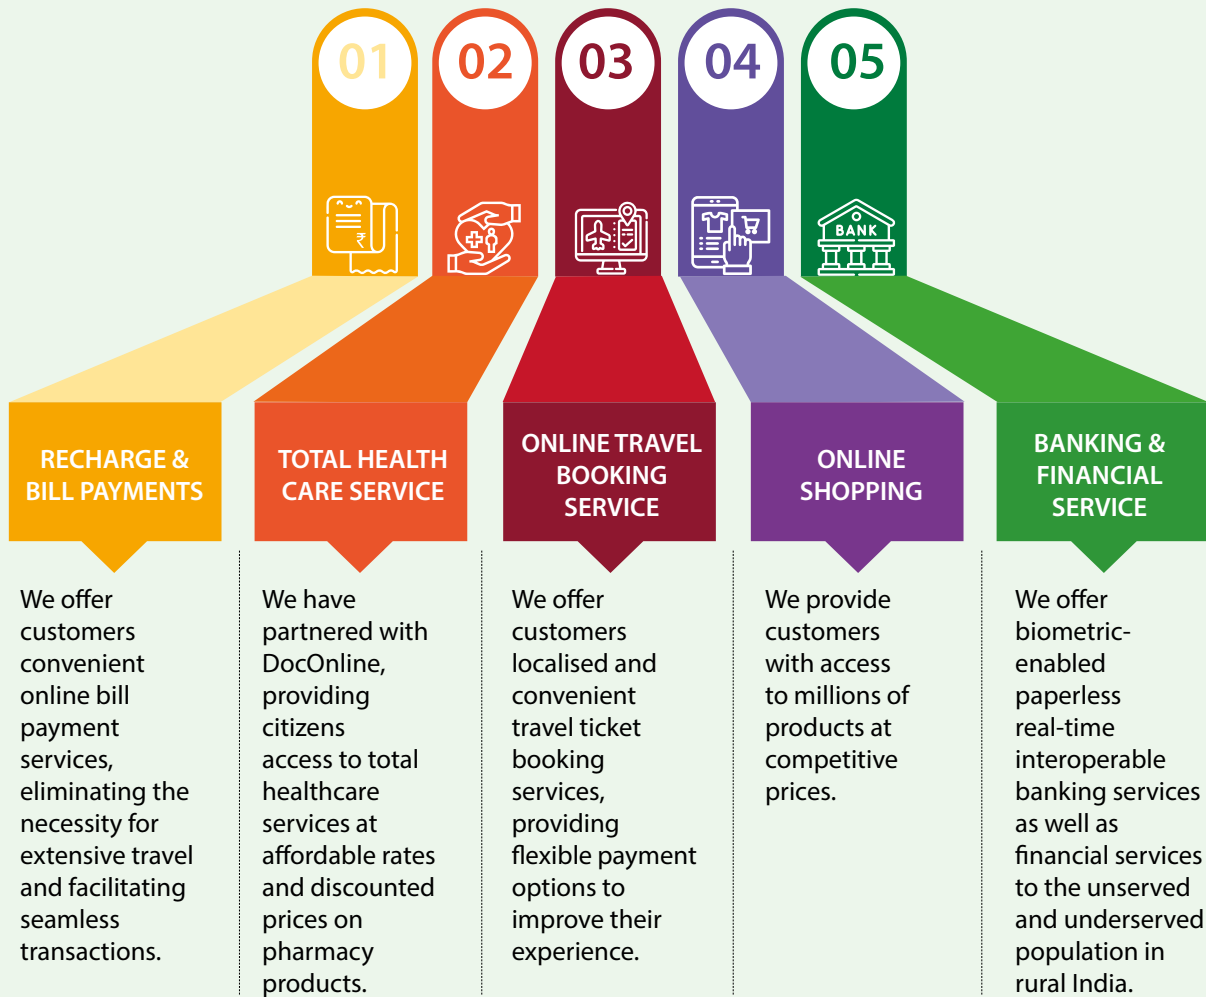 01
02
03
04
05
₹
BANK
RECHARGE &
BILL PAYMENTS
We offer
customers
convenient
online bill
payment
services,
eliminating the
necessity for
extensive travel
and facilitating
seamless
transactions.
TOTAL HEALTH
CARE SERVICE
We have
partnered with
DocOnline,
providing
citizens
access to total
healthcare
services at
affordable rates
and discounted
prices on
pharmacy
products.
ONLINE TRAVEL
BOOKING
SERVICE
We offer
customers
localised and
convenient
travel ticket
booking
services,
providing
flexible payment
options to
improve their
experience.
ONLINE
SHOPPING
We provide
customers
with access
to millions of
products at
competitive
prices.
BANKING &
FINANCIAL
SERVICE
We offer
biometric-
enabled
paperless
real-time
interoperable
banking services
as well as
financial services
to the unserved
and underserved
population in
rural India.